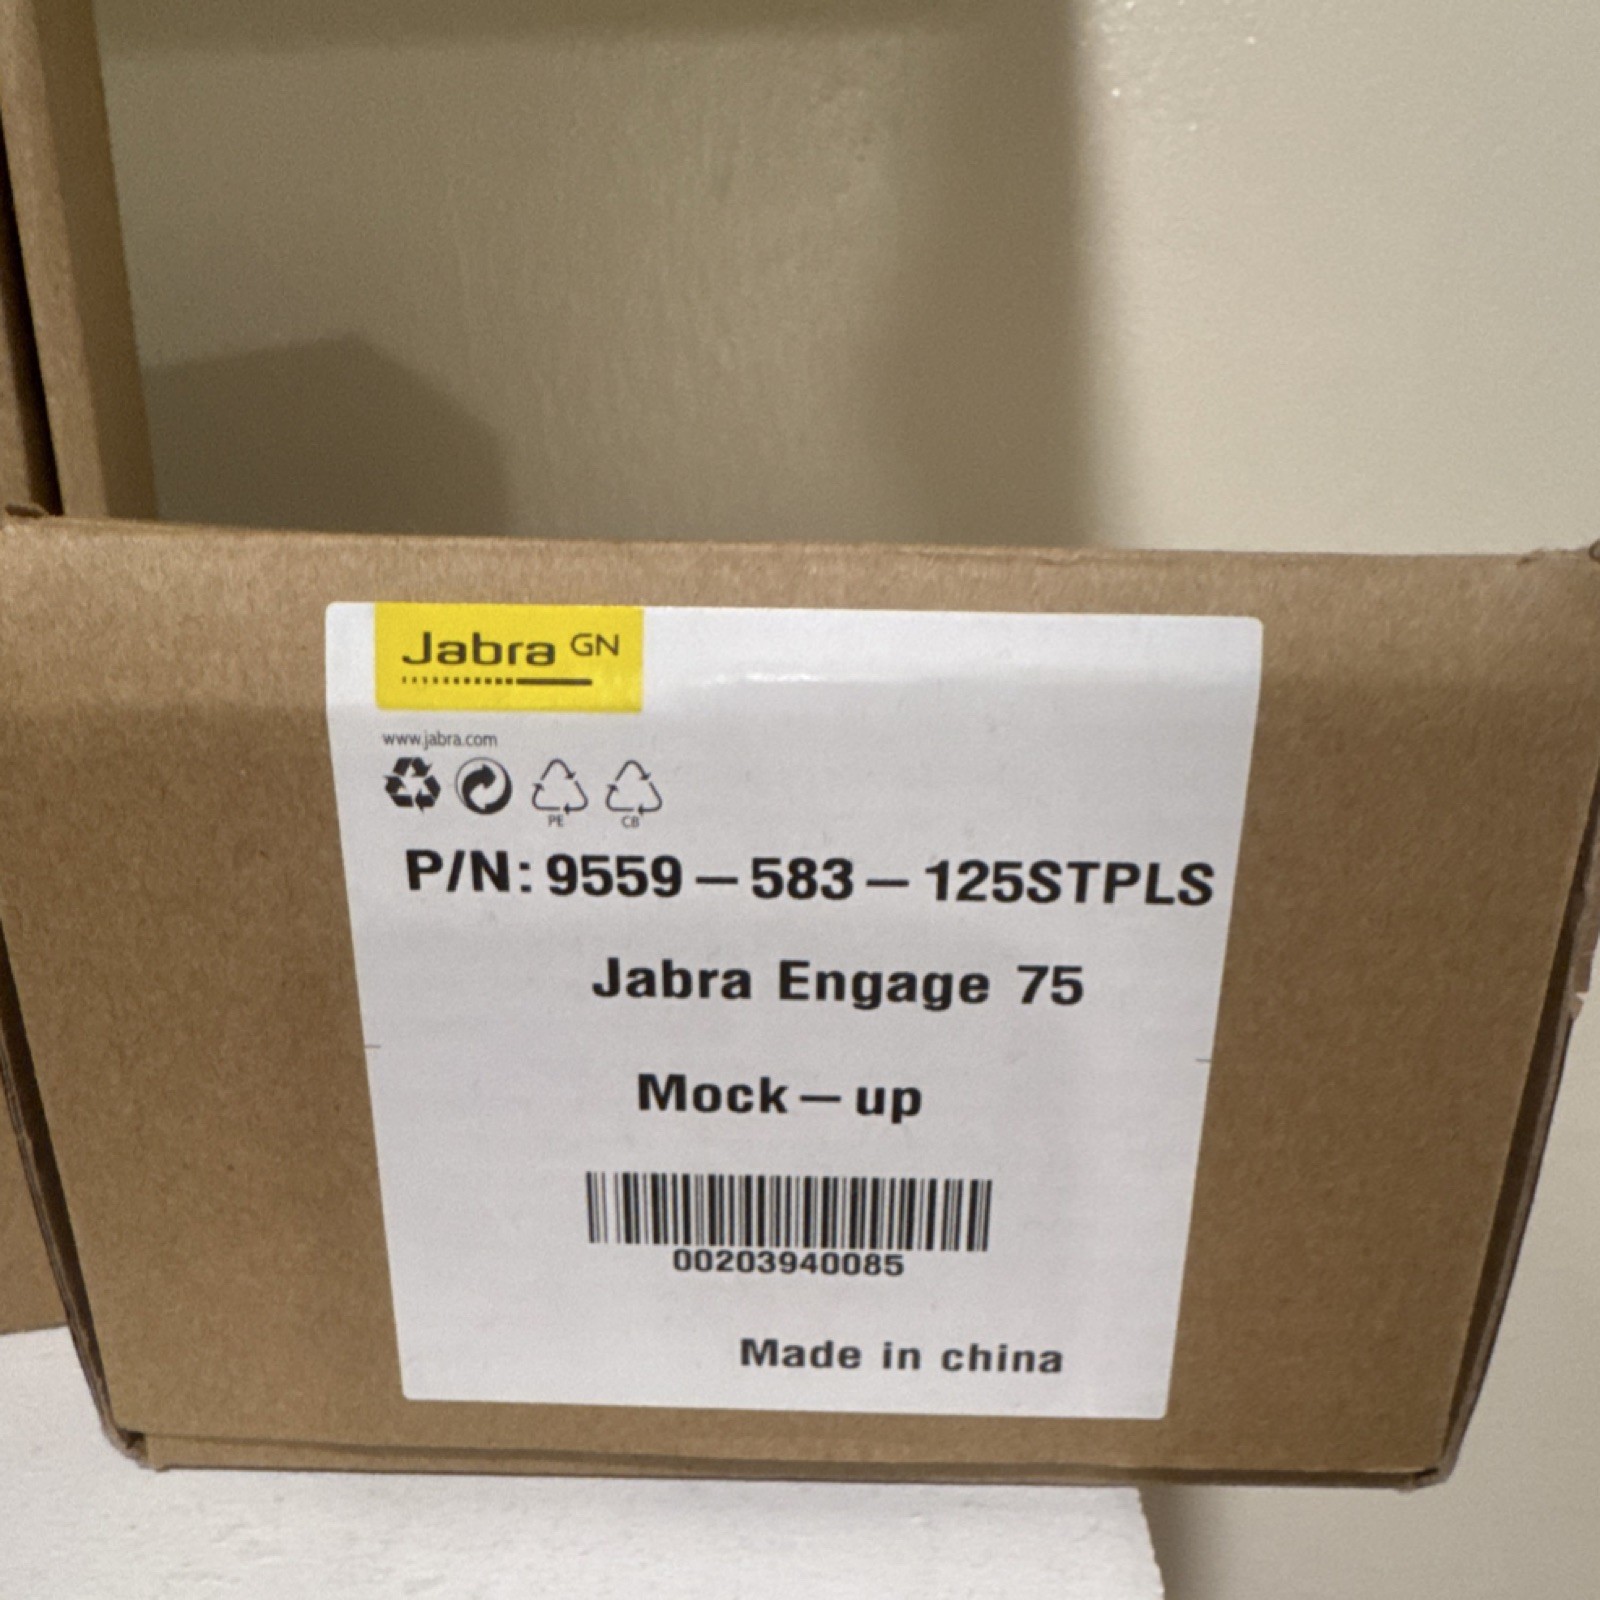 Jabra GN
www.jabra.com
PE CB
P/N: 9559-583-125STPLS
Jabra Engage 75
Mock-up
00203940085
Made in china